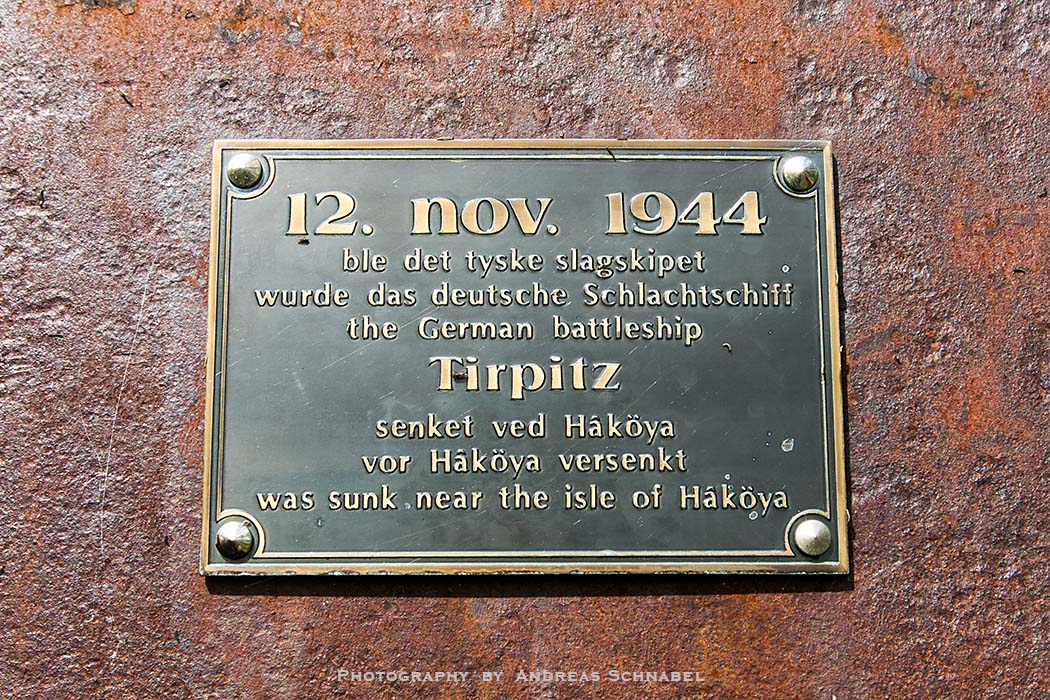 12. nov. 1944
ble det tyske slagskipet
wurde das deutsche Schlachtschiff
the German battleship
Tirpitz
senket ved Hâköya
vor Hâköya versenkt
was sunk near the isle of Hâköya
Photography by Andreas Schnabel